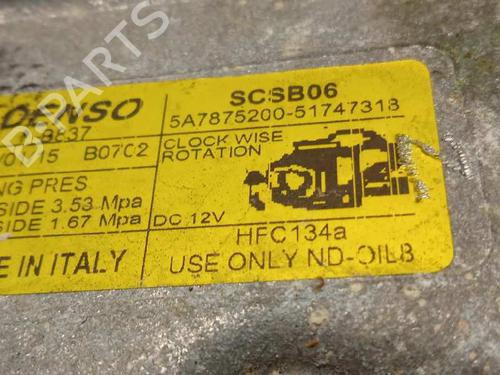 B PARTS
DENSO
SCSB06
5A7875200-51747318
CLOCK WISE
ROTATION
B07C2
NG PRES
SIDE 3.53 Mpa
SIDE 1.67 Mpa
DC 12V
HFC134a
E IN ITALY
USE ONLY ND-OIL8